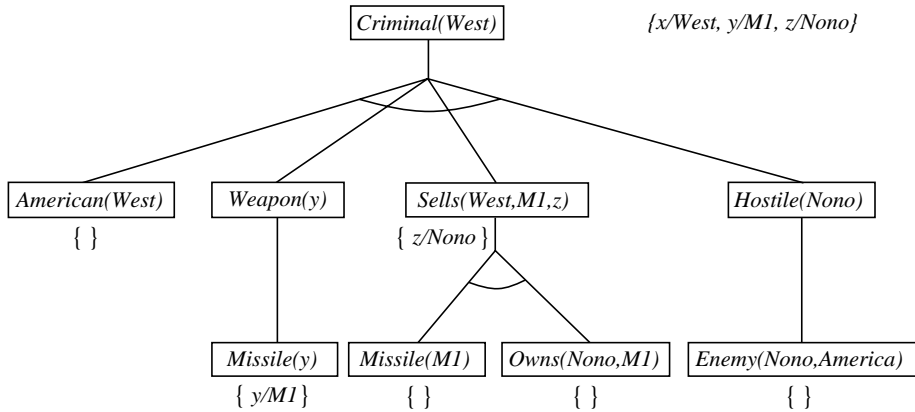 Criminal(West) {x/West, y/M1, z/Nono}
American(West) Weapon(y) Sells(West,M1,z) Hostile(Nono)
{ } { z/Nono }
Missile(y) Missile(M1) Owns(Nono,M1) Enemy(Nono,America)
{ y/M1} { } { } { }